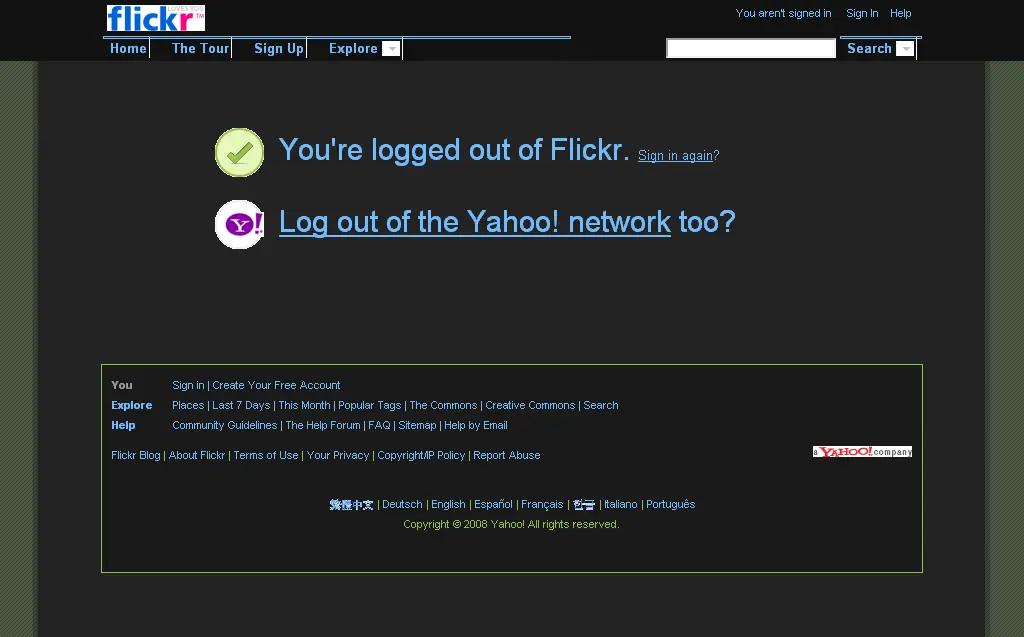 flickr LOVES YOU TM
You aren't signed in Sign In Help
Home The Tour Sign Up Explore Search
You're logged out of Flickr. Sign in again?
Y!
Log out of the Yahoo! network too?
You Sign in | Create Your Free Account
Explore Places | Last 7 Days | This Month | Popular Tags | The Commons | Creative Commons | Search
Help Community Guidelines | The Help Forum | FAQ | Sitemap | Help by Email
Flickr Blog | About Flickr | Terms of Use | Your Privacy | Copyright/IP Policy | Report Abuse
a YAHOO! company
繁體中文 | Deutsch | English | Español | Français | 한글 | Italiano | Português
Copyright © 2008 Yahoo! All rights reserved.